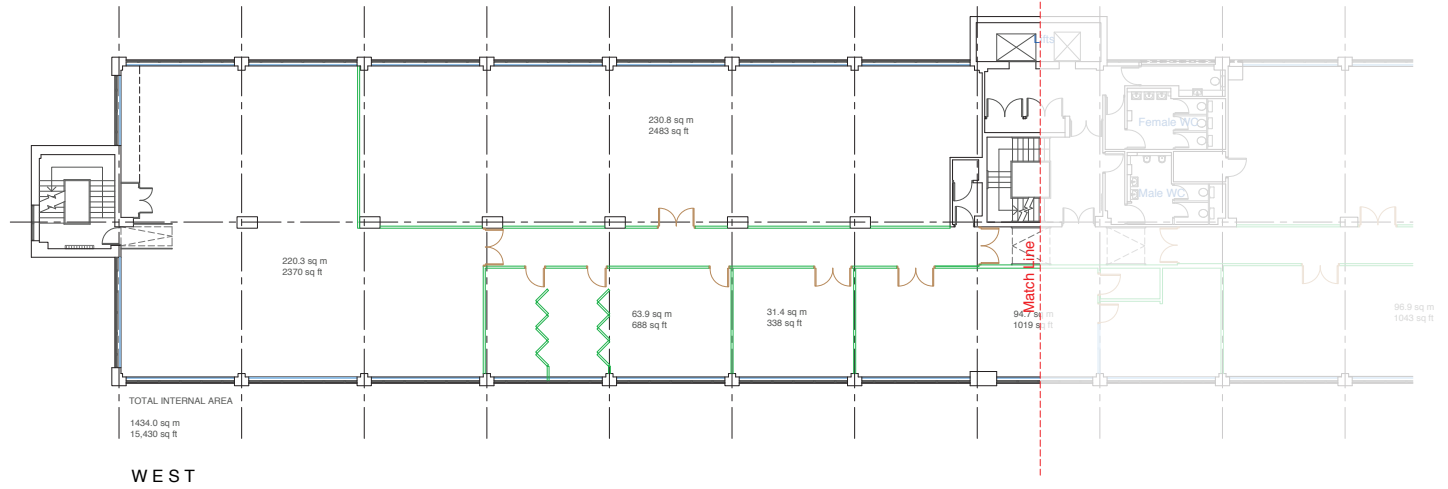 Lifts
230.8 sq m
2483 sq ft
Female WC
Male WC
220.3 sq m
2370 sq ft
Match Line
63.9 sq m
688 sq ft
31.4 sq m
338 sq ft
94.7 sq m
1019 sq ft
96.9 sq m
1043 sq ft
TOTAL INTERNAL AREA
1434.0 sq m
15,430 sq ft
WEST